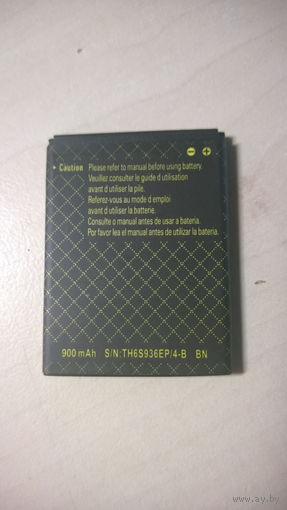 - +
Caution Please refer to manual before using battery.
Veuillez consulter le guide d utilisation
avant d utiliser la pile.
Referez-vous au mode d emploi
avant d utiliser la batterie.
Consulte o manual antes de usar a bataria.
Por favor lea el manual antes de utilizar la bateria.
900 mAh S/N:TH6S936EP/4-B BN
www.ay.by